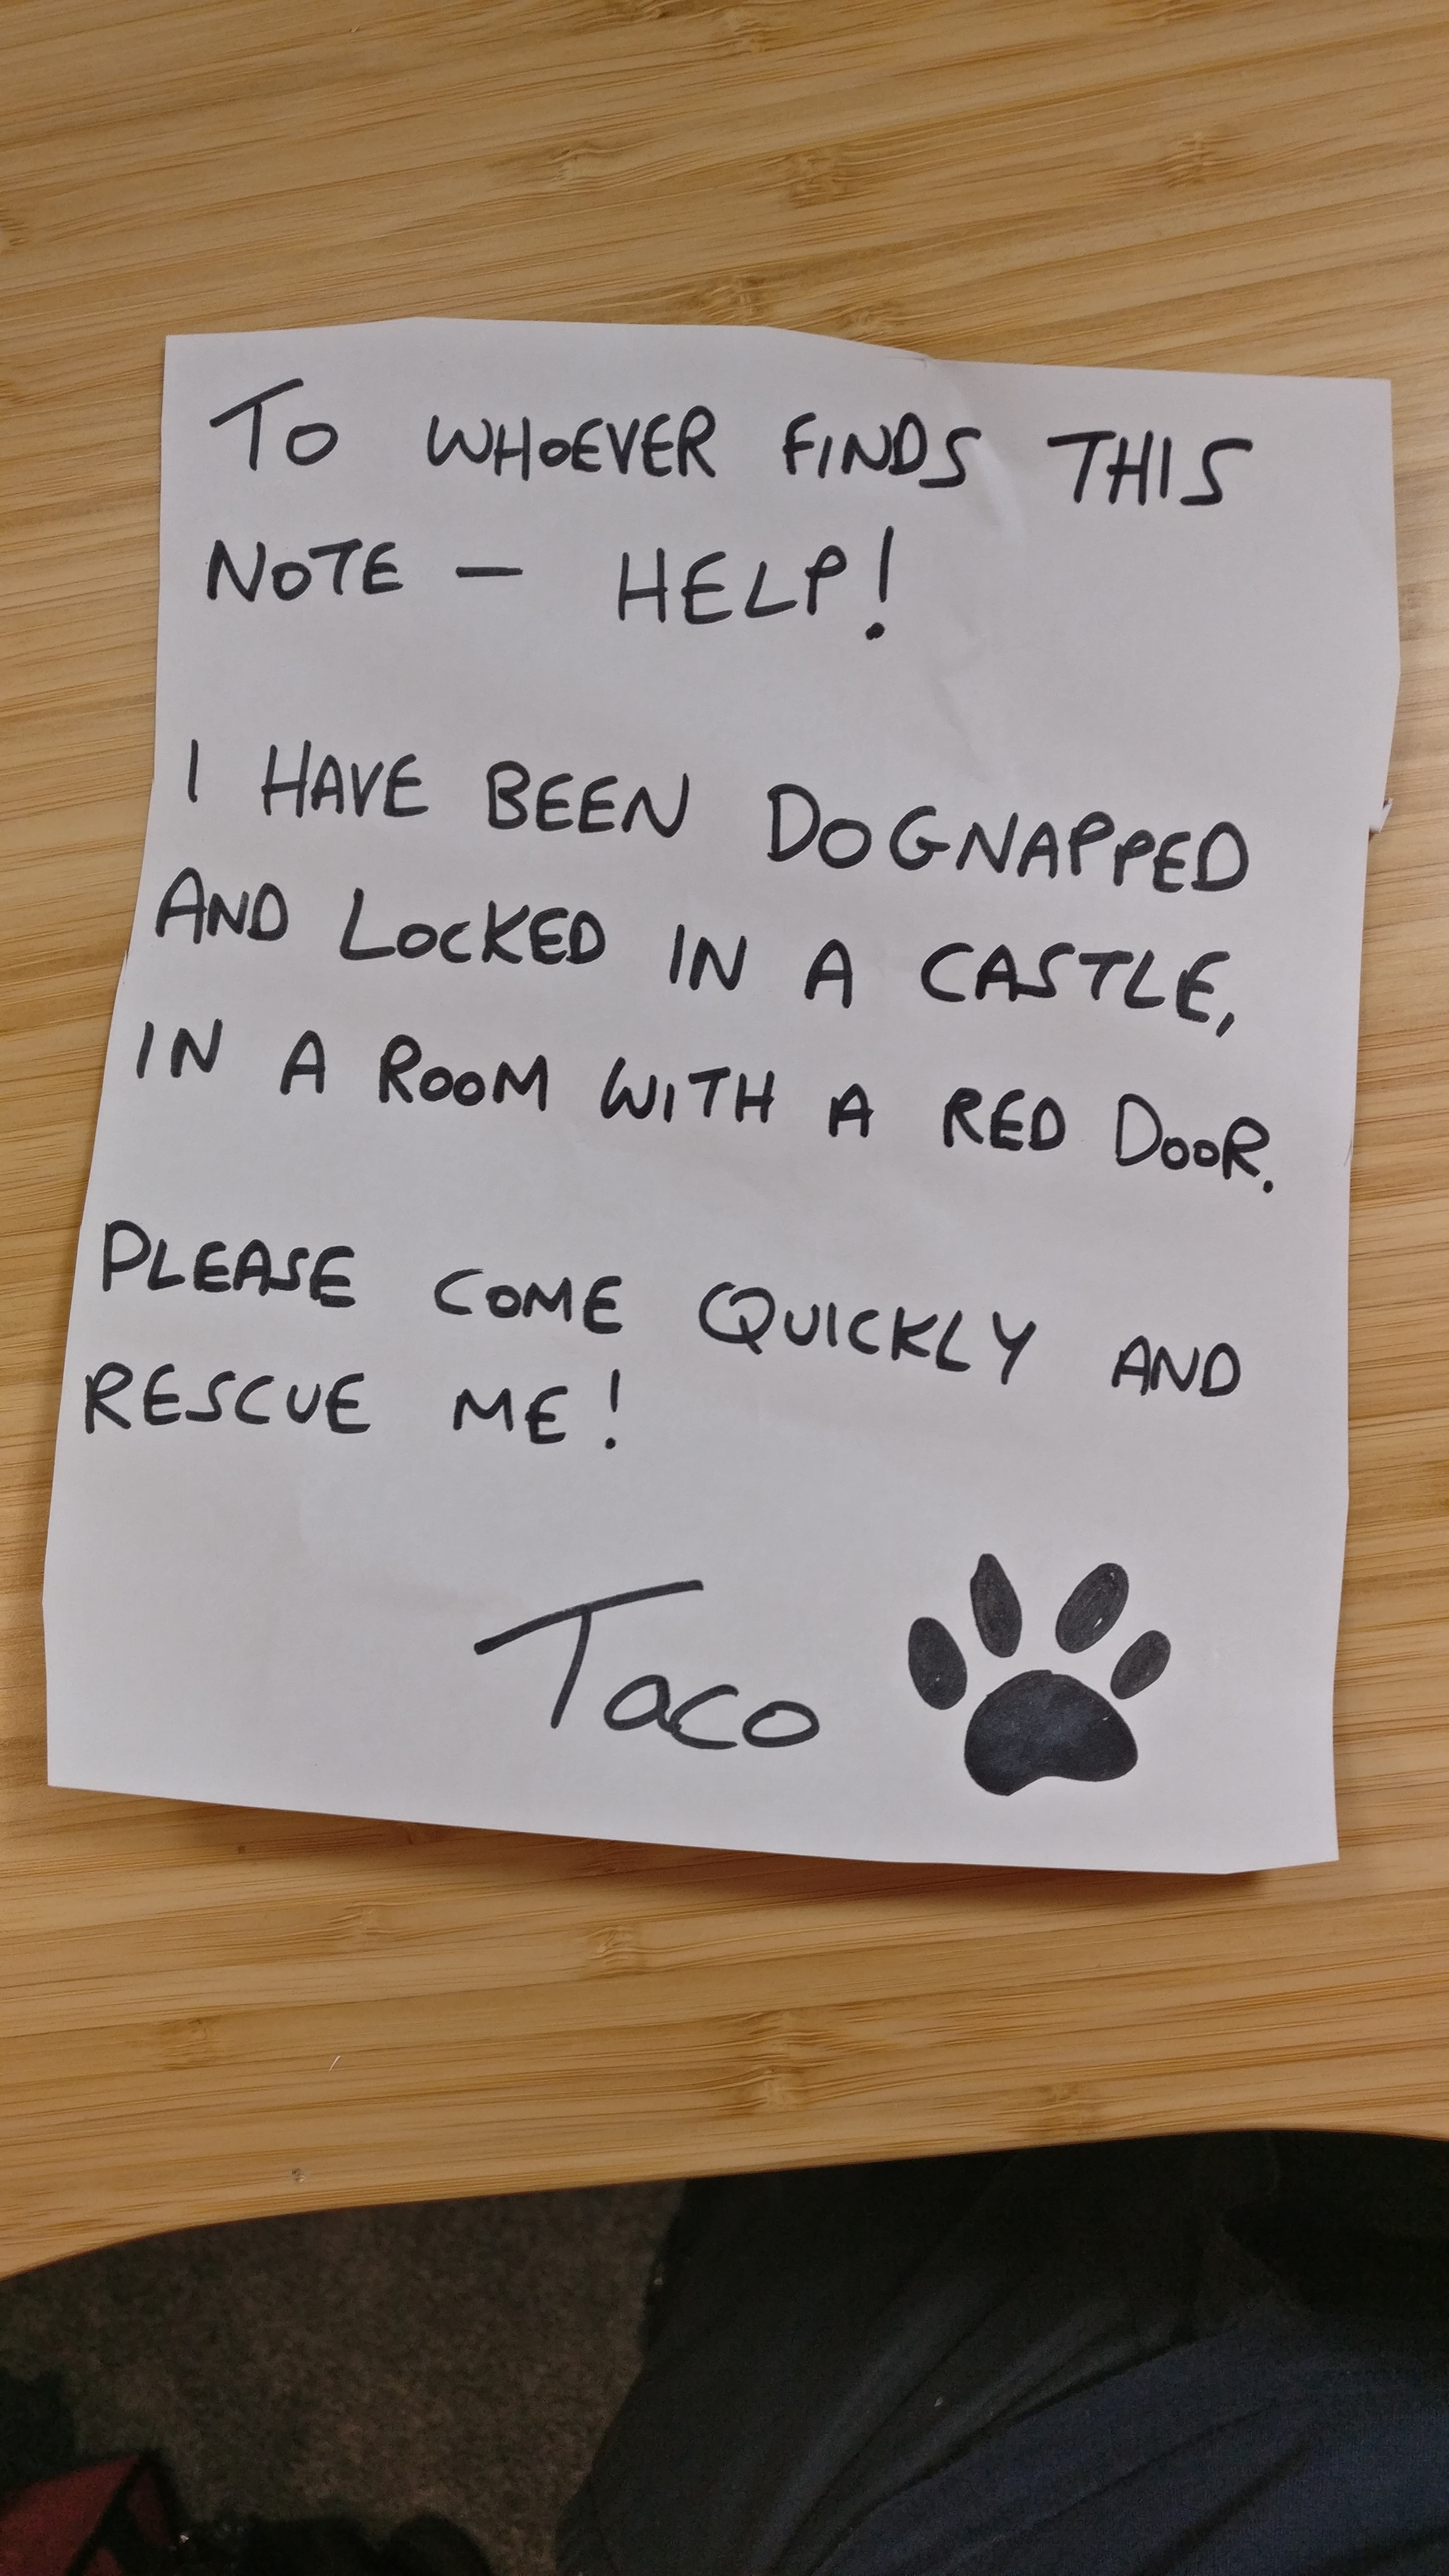 To WHOEVER FINDS THIS
NOTE - HELP!
I HAVE BEEN DOGNAPPED
AND LOCKED IN A CASTLE,
IN A ROOM WITH A RED DOOR.
PLEASE COME QUICKLY AND
RESCUE ME!
Taco